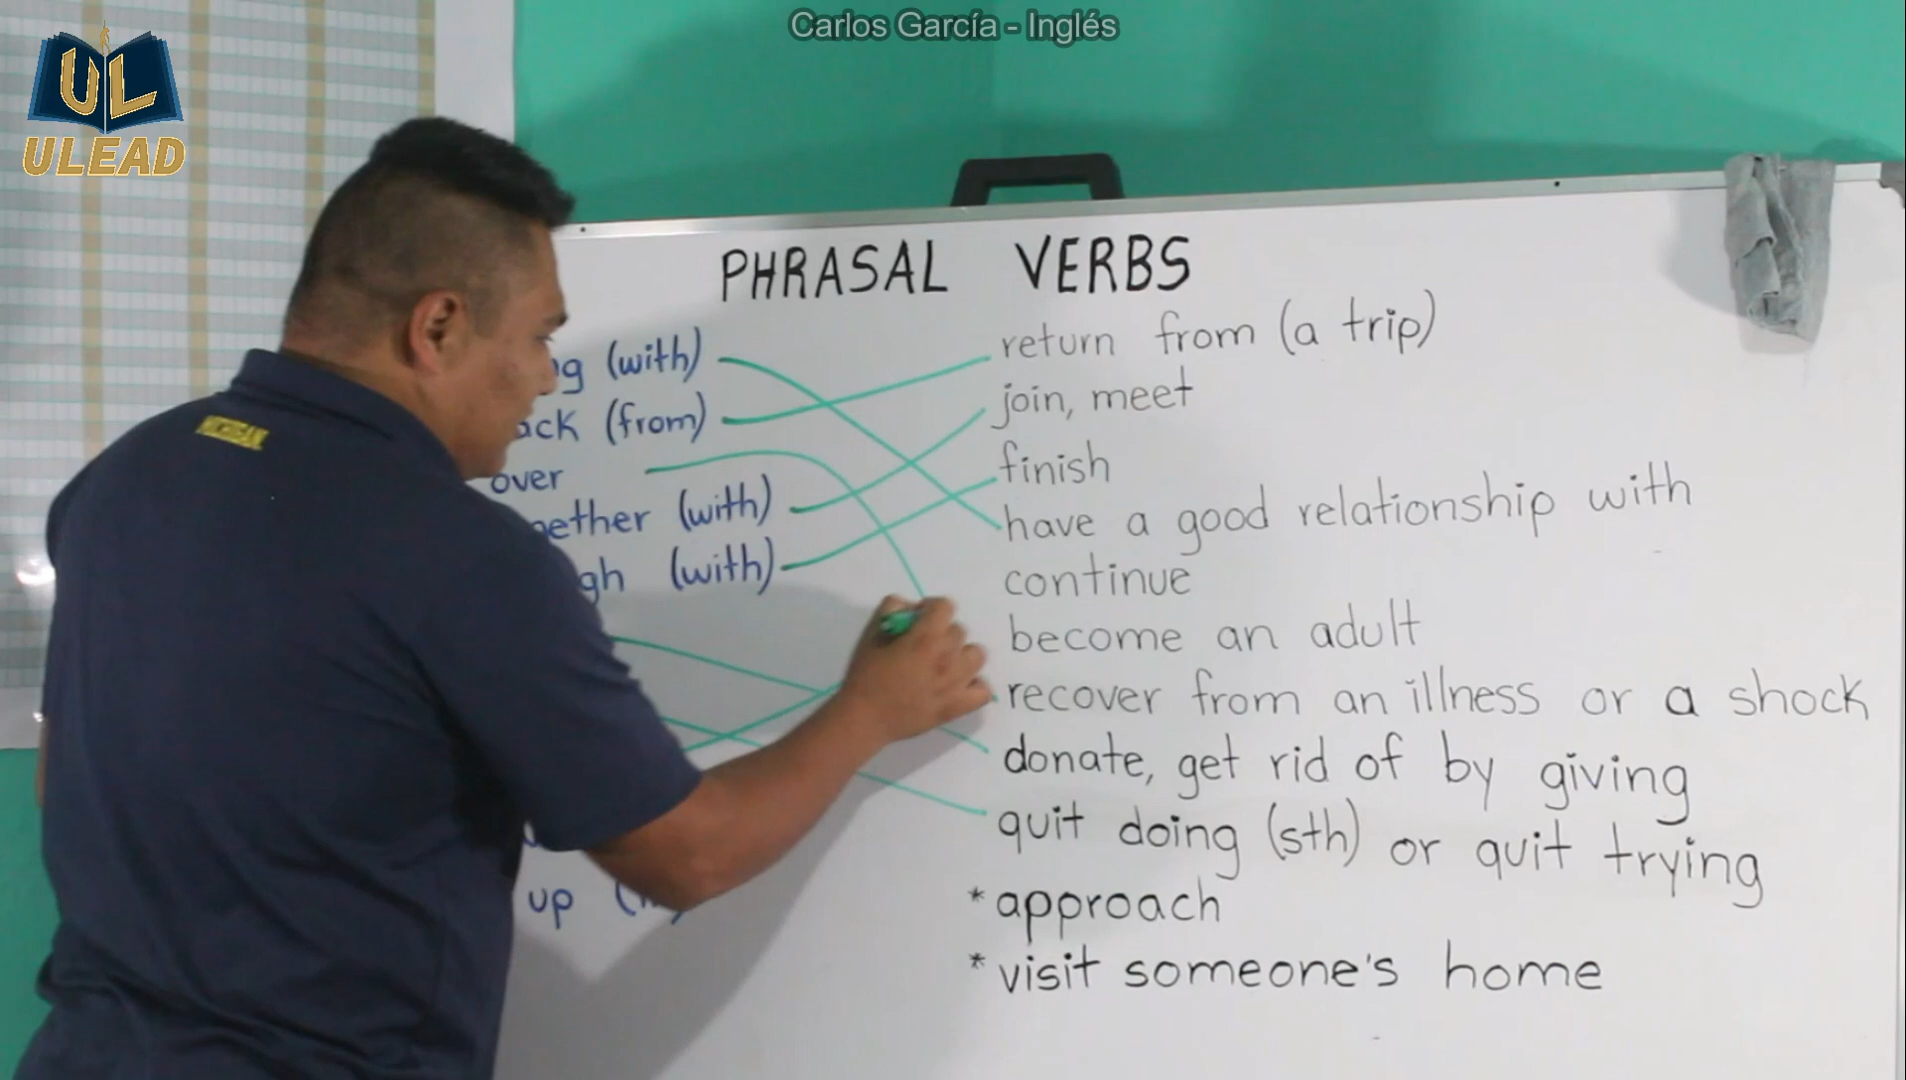 Carlos García - Inglés
UL
ULEAD
MICHIGAN
PHRASAL VERBS
(with)
return from (a trip)
(from)
join, meet
over
finish
(with)
have a good relationship with
(with)
continue
become an adult
recover from an illness or a shock
donate, get rid of by giving
quit doing (sth) or quit trying
up
* approach
* visit someone's home